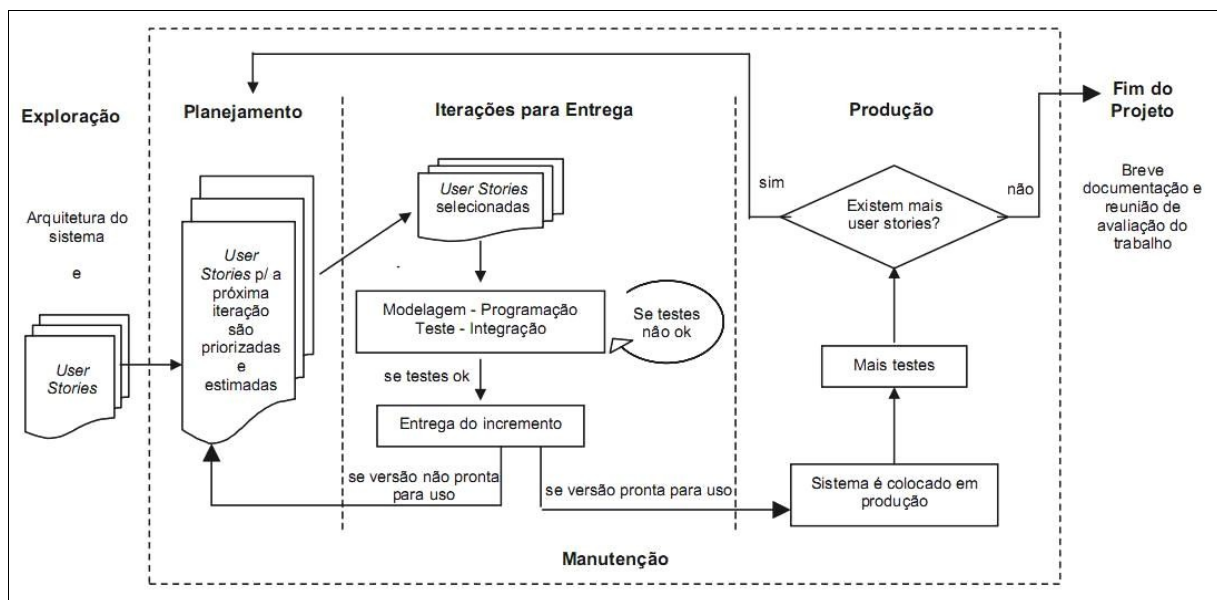 Exploração
Arquitetura do
sistema
e
User
Stories
Planejamento
User
Stories p/ a
próxima
iteração
são
priorizadas
e
estimadas
Iterações para Entrega
User Stories
selecionadas
Modelagem - Programação
Teste - Integração
Se testes
não ok
se testes ok
Entrega do incremento
se versão não pronta
para uso
se versão pronta para uso
Produção
sim
Existem mais
user stories?
não
Mais testes
Sistema é colocado em
produção
Fim do
Projeto
Breve
documentação e
reunião de
avaliação do
trabalho
Manutenção